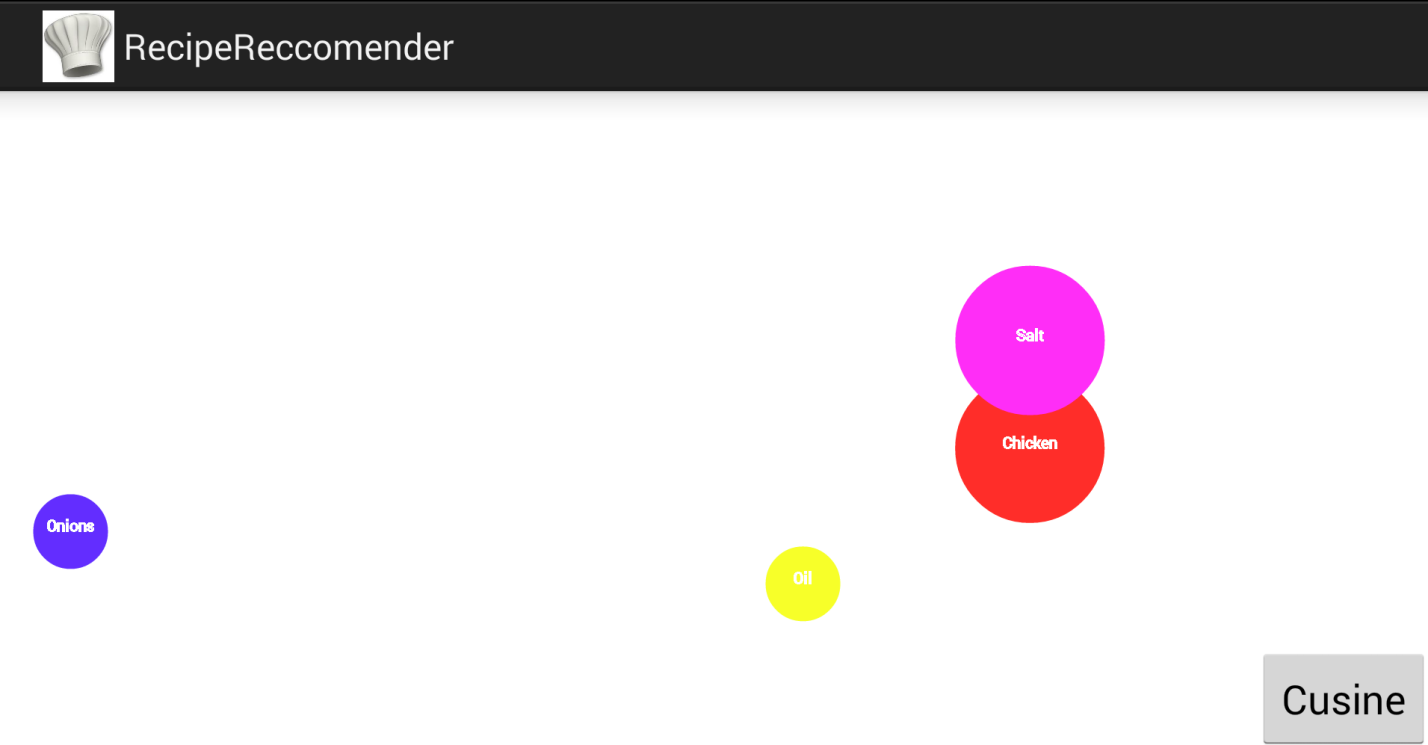 RecipeReccomender
Salt
Chicken
Onions
Oil
Cusine